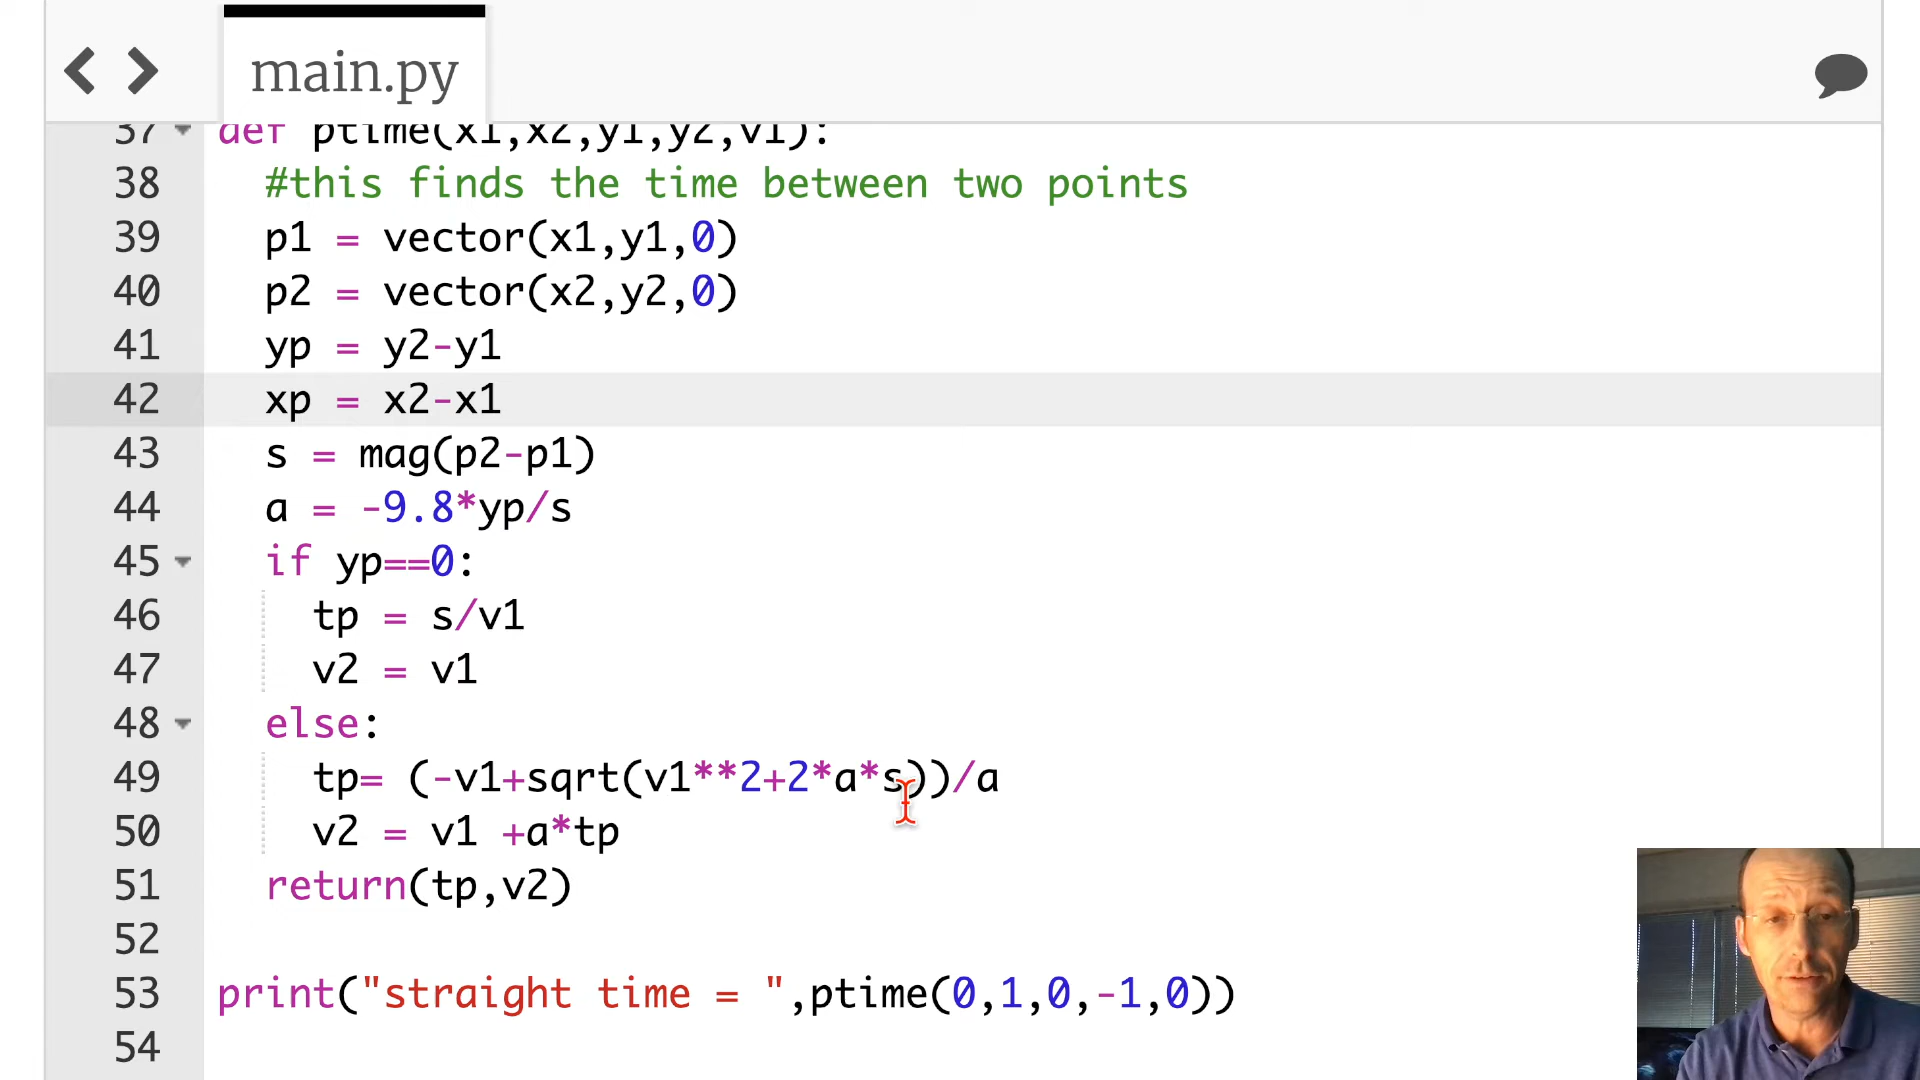 main.py
37 def ptime(x1,x2,y1,y2,v1):
38 #this finds the time between two points
39 p1 = vector(x1,y1,0)
40 p2 = vector(x2,y2,0)
41 yp = y2-y1
42 xp = x2-x1
43 s = mag(p2-p1)
44 a = -9.8*yp/s
45 if yp==0:
46 tp = s/v1
47 v2 = v1
48 else:
49 tp= (-v1+sqrt(v1**2+2*a*s))/a
50 v2 = v1 +a*tp
51 return(tp,v2)
52
53 print("straight time = ",ptime(0,1,0,-1,0))
54